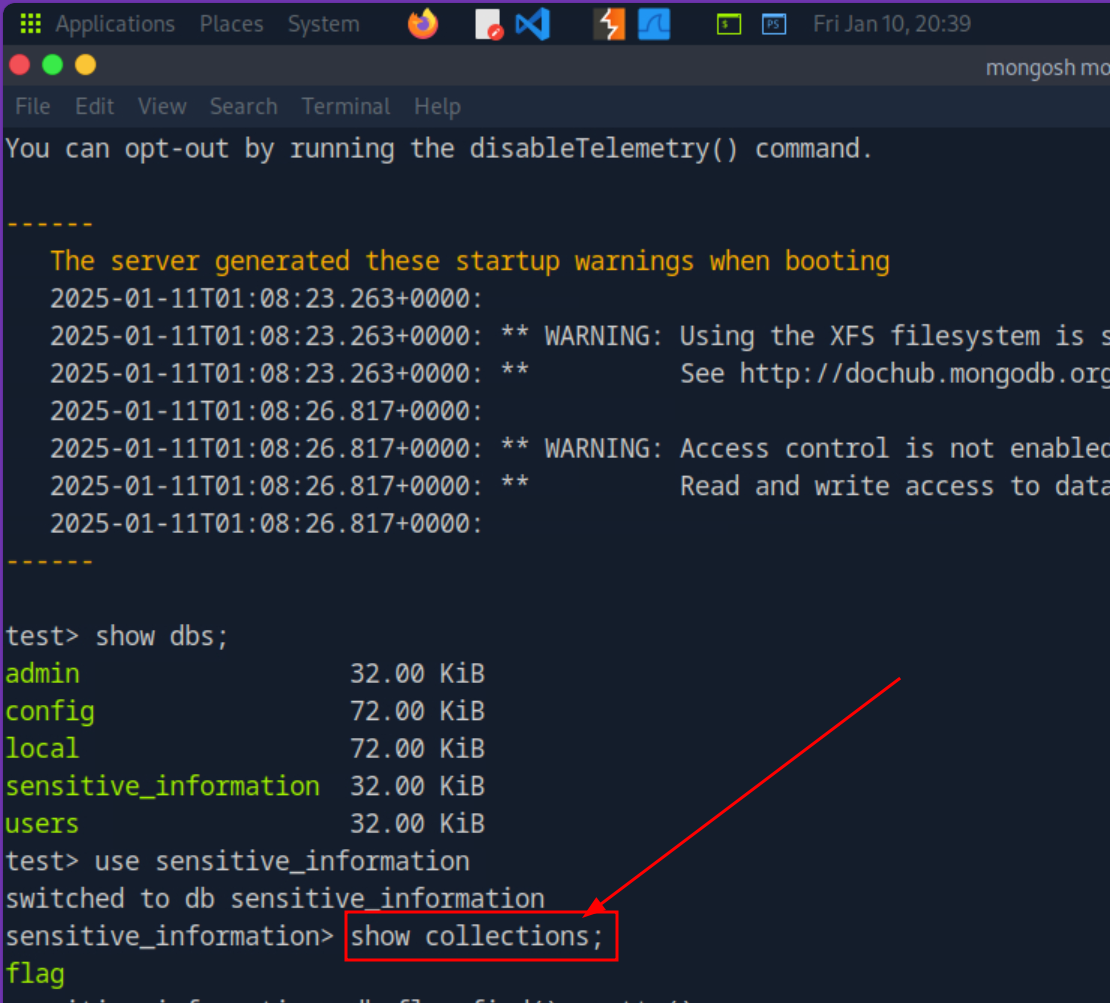 Applications Places System Fri Jan 10, 20:39
mongosh mo
File Edit View Search Terminal Help
You can opt-out by running the disableTelemetry() command.
------
The server generated these startup warnings when booting
2025-01-11T01:08:23.263+0000:
2025-01-11T01:08:23.263+0000: ** WARNING: Using the XFS filesystem is s
2025-01-11T01:08:23.263+0000: ** See http://dochub.mongodb.org
2025-01-11T01:08:26.817+0000:
2025-01-11T01:08:26.817+0000: ** WARNING: Access control is not enabled
2025-01-11T01:08:26.817+0000: ** Read and write access to data
2025-01-11T01:08:26.817+0000:
------
test> show dbs;
admin 32.00 KiB
config 72.00 KiB
local 72.00 KiB
sensitive_information 32.00 KiB
users 32.00 KiB
test> use sensitive_information
switched to db sensitive_information
sensitive_information> show collections;
flag